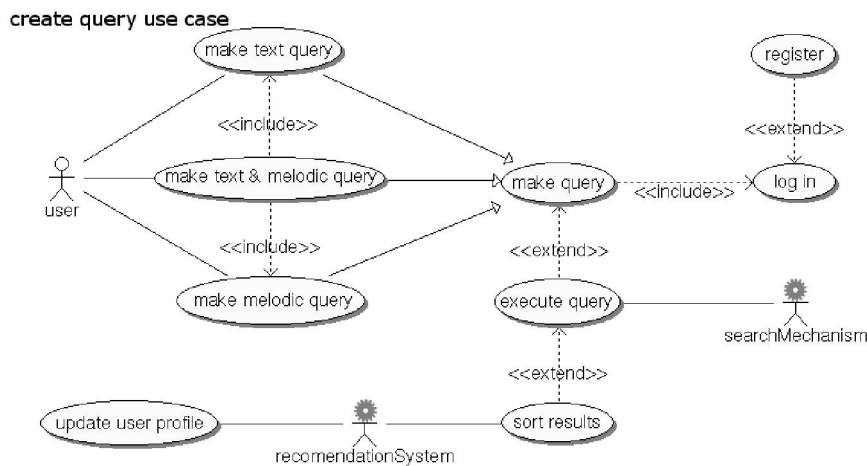 create query use case
make text query
register
<<include>>
<<extend>>
make text & melodic query
make query
<<include>>
log in
user
<<include>>
<<extend>>
make melodic query
execute query
searchMechanism
<<extend>>
update user profile
sort results
recomendationSystem